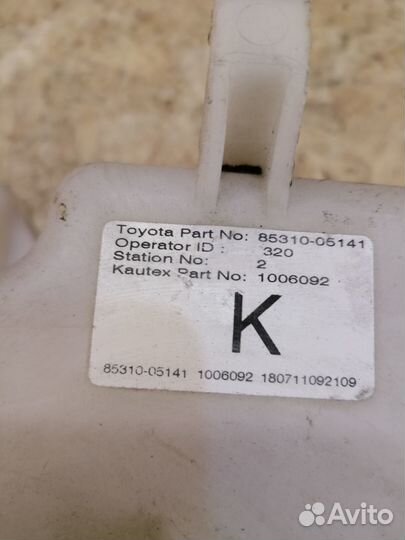 Toyota Part No: 85310-05141
Operator ID : 320
Station No: 2
Kautex Part No: 1006092
K
85310-05141 1006092 180711092109
Avito